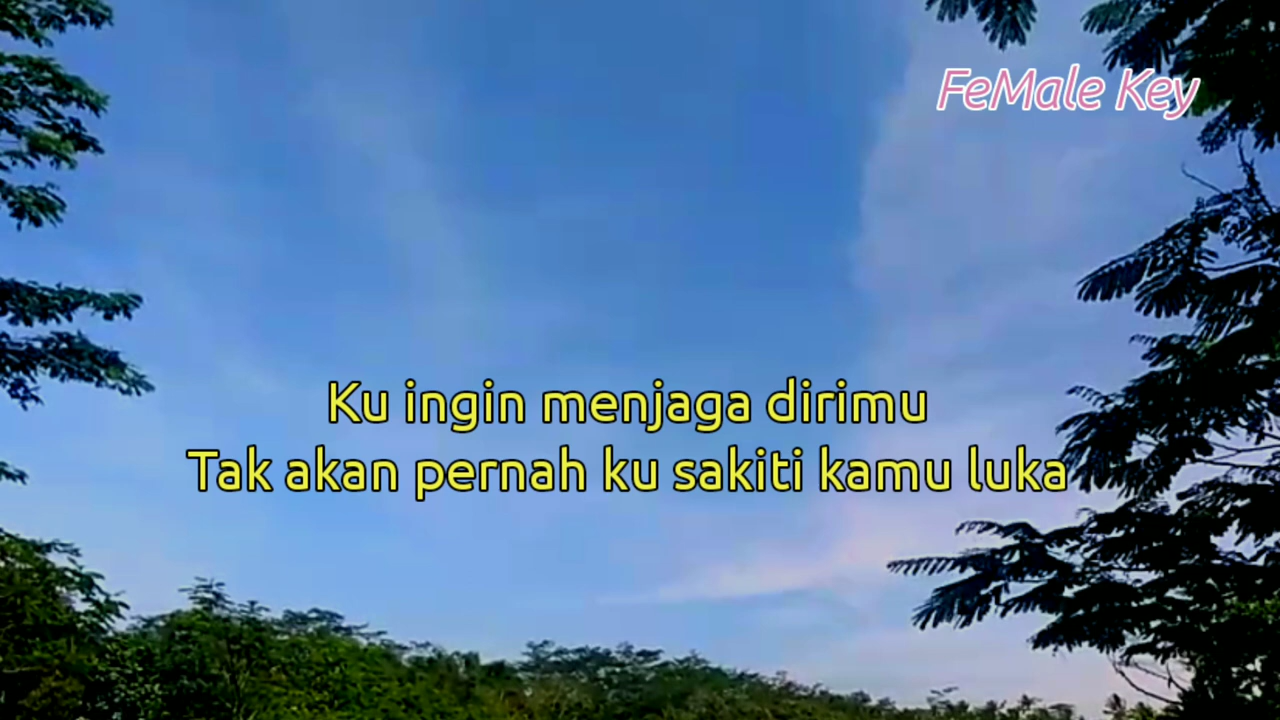 FeMale Key
Ku ingin menjaga dirimu
Tak akan pernah ku sakiti kamu luka